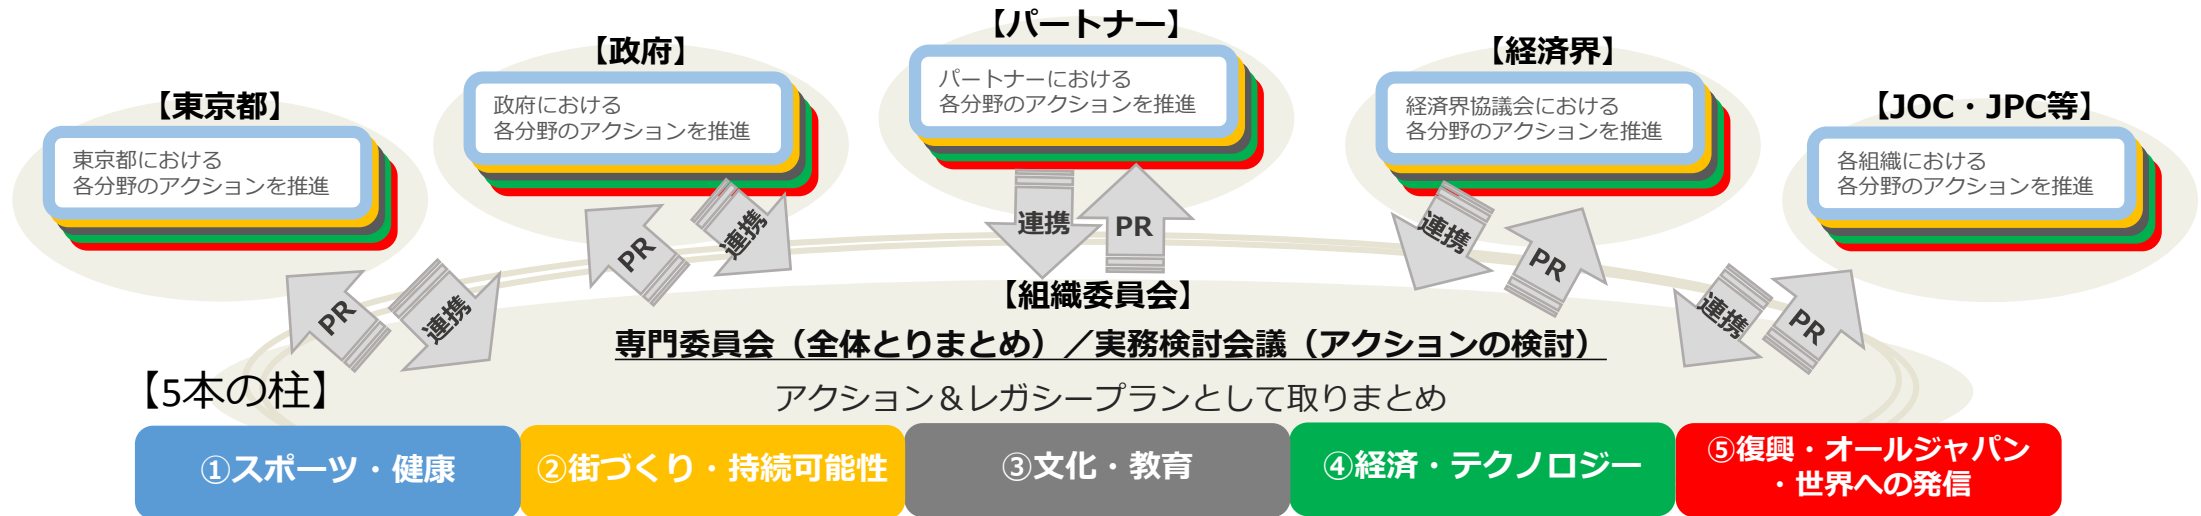 【東京都】
東京都における
各分野のアクションを推進
【政府】
政府における
各分野のアクションを推進
【パートナー】
パートナーにおける
各分野のアクションを推進
【経済界】
経済界協議会における
各分野のアクションを推進
【JOC・JPC等】
各組織における
各分野のアクションを推進
PR
連携
PR
連携
連携
PR
連携
PR
連携
PR
【組織委員会】
専門委員会（全体とりまとめ）／実務検討会議（アクションの検討）
アクション＆レガシープランとして取りまとめ
【5本の柱】
①スポーツ・健康
②街づくり・持続可能性
③文化・教育
④経済・テクノロジー
⑤復興・オールジャパン
・世界への発信